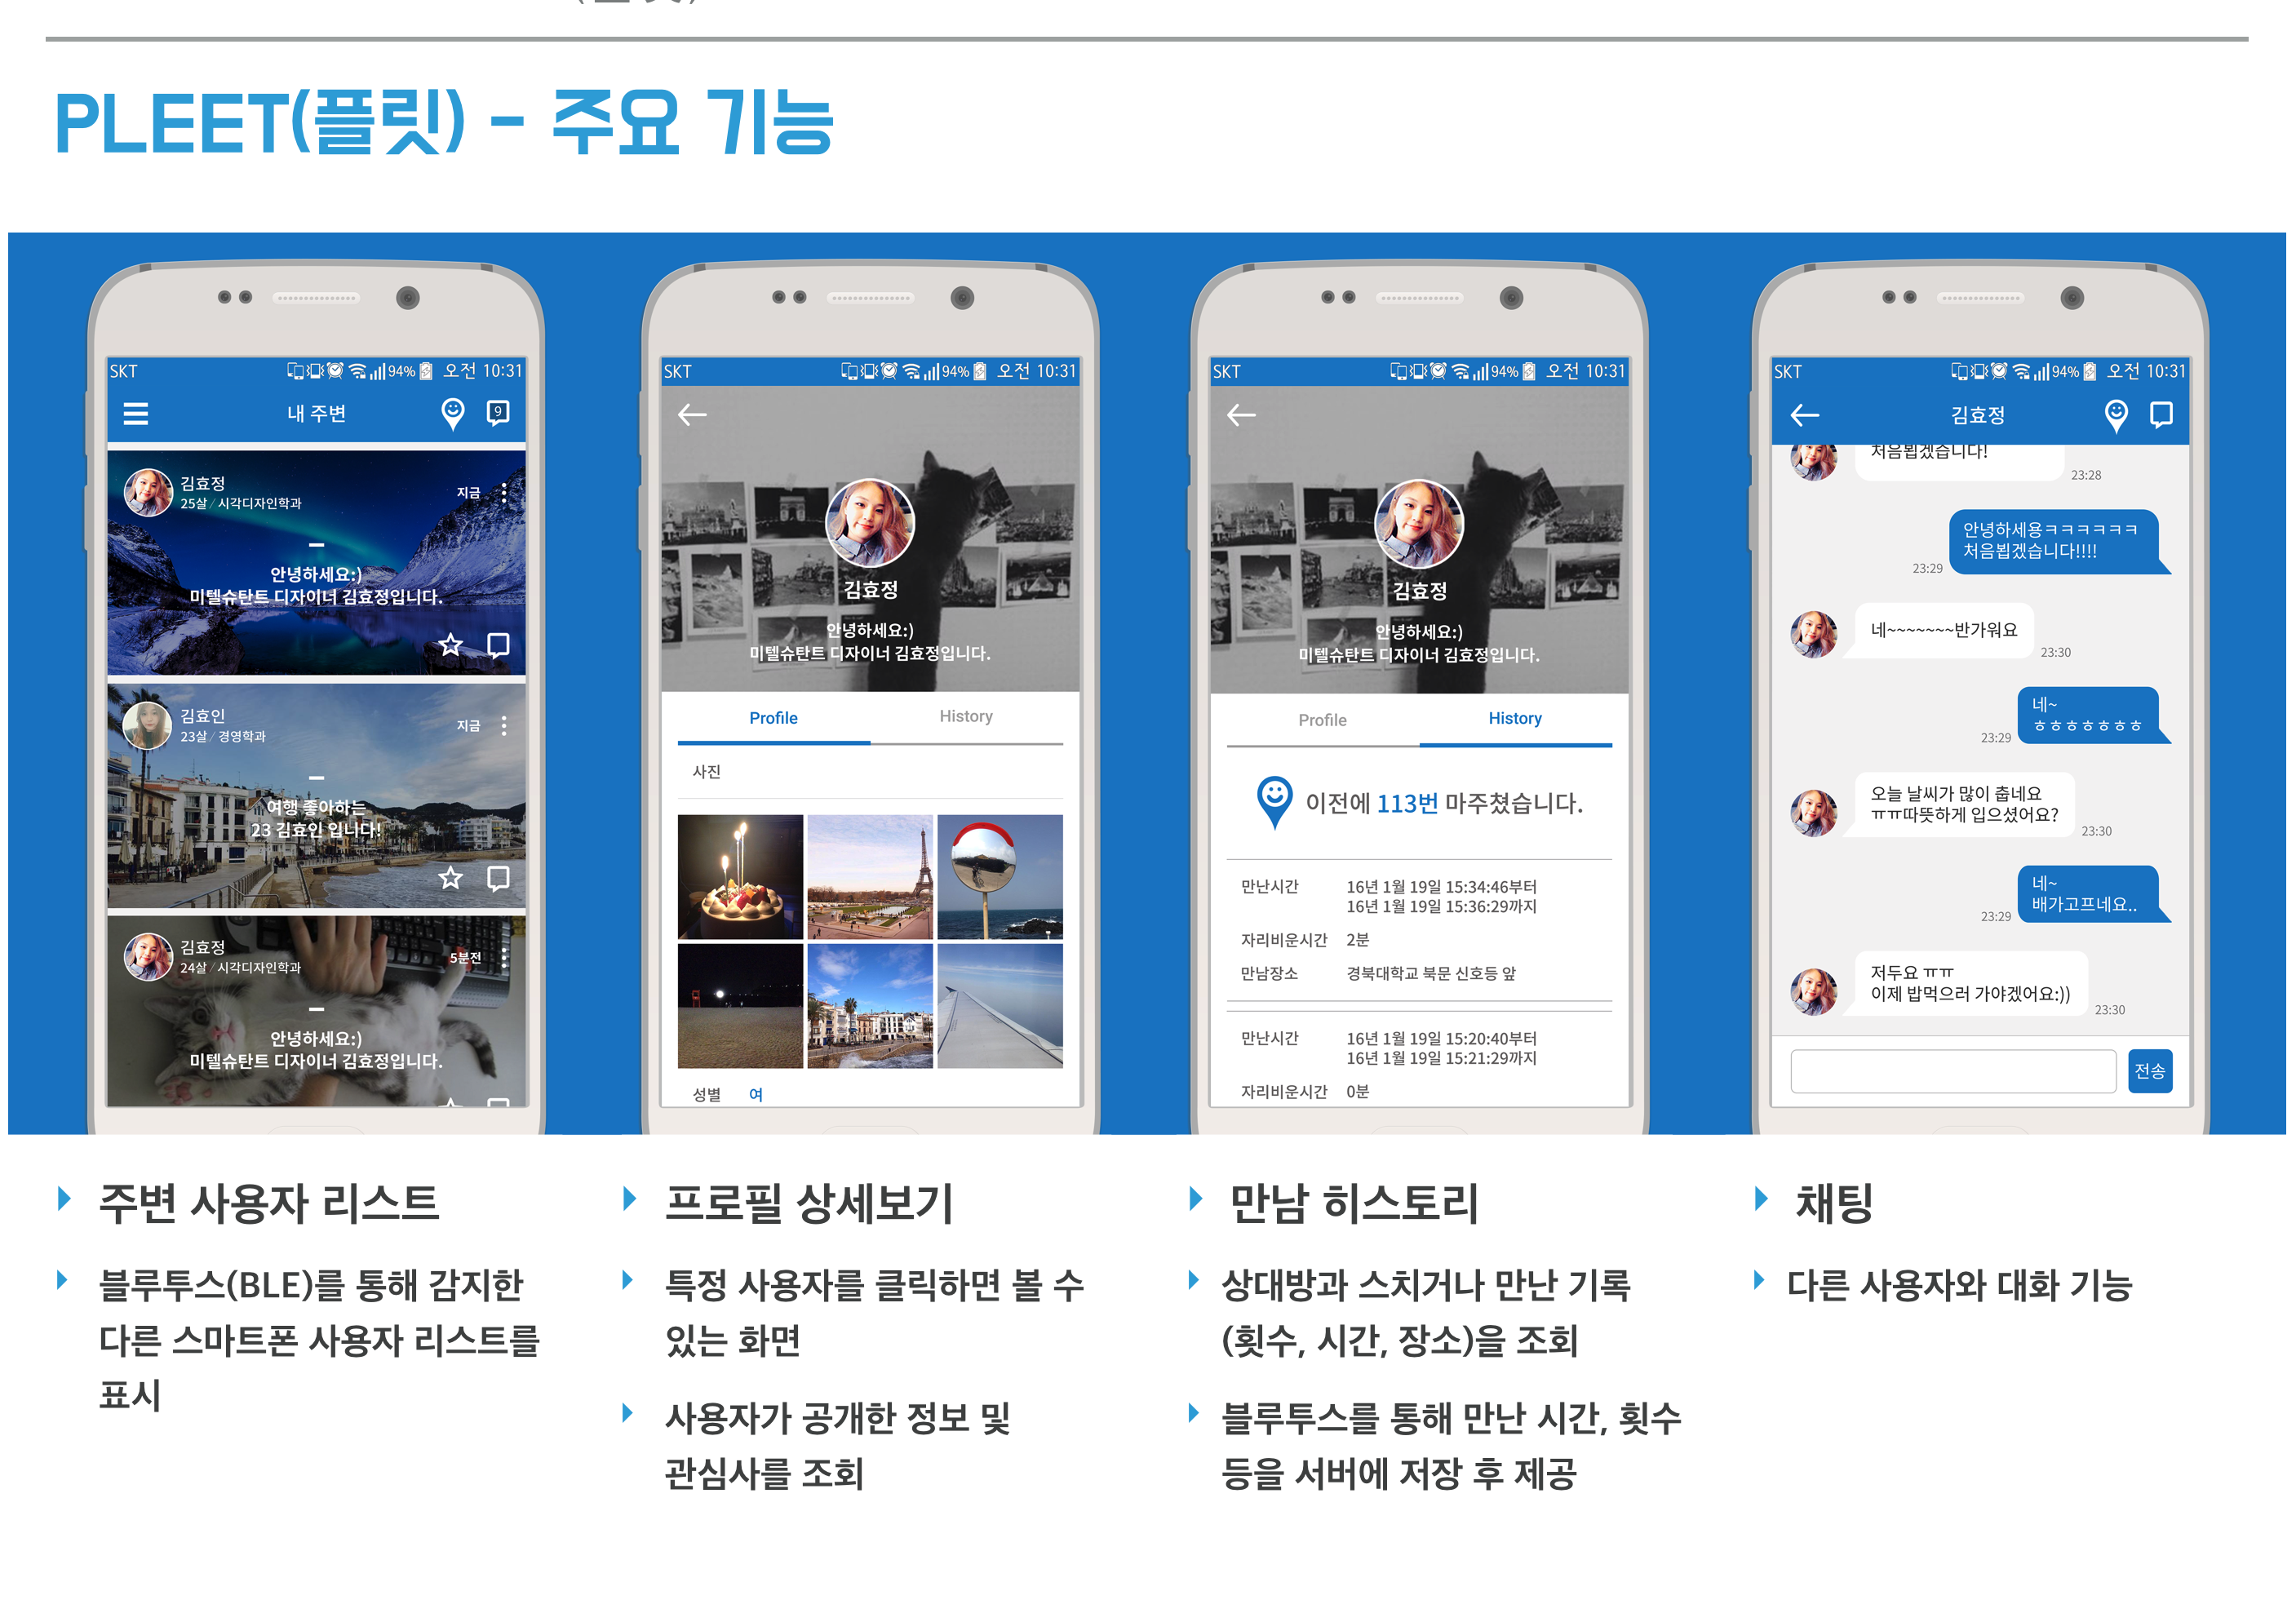 PLEET(플릿) - 주요 기능
SKT 94% 오전 10:31
내 주변 9
김효정
25살 / 시각디자인학과
지금
안녕하세요:)
미텔슈탄트 디자이너 김효정입니다.
김효인
23살 / 경영학과
지금
여행 좋아하는
23 김효인 입니다!
김효정
24살 / 시각디자인학과
5분전
안녕하세요:)
미텔슈탄트 디자이너 김효정입니다.
SKT 94% 오전 10:31
김효정
안녕하세요:)
미텔슈탄트 디자이너 김효정입니다.
Profile History
사진
성별 여
SKT 94% 오전 10:31
김효정
안녕하세요:)
미텔슈탄트 디자이너 김효정입니다.
Profile History
이전에 113번 마주쳤습니다.
만난시간 16년 1월 19일 15:34:46부터
16년 1월 19일 15:36:29까지
자리비운시간 2분
만남장소 경북대학교 북문 신호등 앞
만난시간 16년 1월 19일 15:20:40부터
16년 1월 19일 15:21:29까지
자리비운시간 0분
SKT 94% 오전 10:31
김효정
처음뵙겠습니다!
23:28
안녕하세용ㅋㅋㅋㅋㅋㅋ
처음뵙겠습니다!!!!
23:29
네~~~~~~~반가워요
23:30
네~
ㅎㅎㅎㅎㅎㅎㅎ
23:29
오늘 날씨가 많이 춥네요
ㅠㅠ따뜻하게 입으셨어요?
23:30
네~
배가고프네요..
23:29
저두요 ㅠㅠ
이제 밥먹으러 가야겠어요:))
23:30
전송
주변 사용자 리스트
블루투스(BLE)를 통해 감지한
다른 스마트폰 사용자 리스트를
표시
프로필 상세보기
특정 사용자를 클릭하면 볼 수
있는 화면
사용자가 공개한 정보 및
관심사를 조회
만남 히스토리
상대방과 스치거나 만난 기록
(횟수, 시간, 장소)을 조회
블루투스를 통해 만난 시간, 횟수
등을 서버에 저장 후 제공
채팅
다른 사용자와 대화 기능